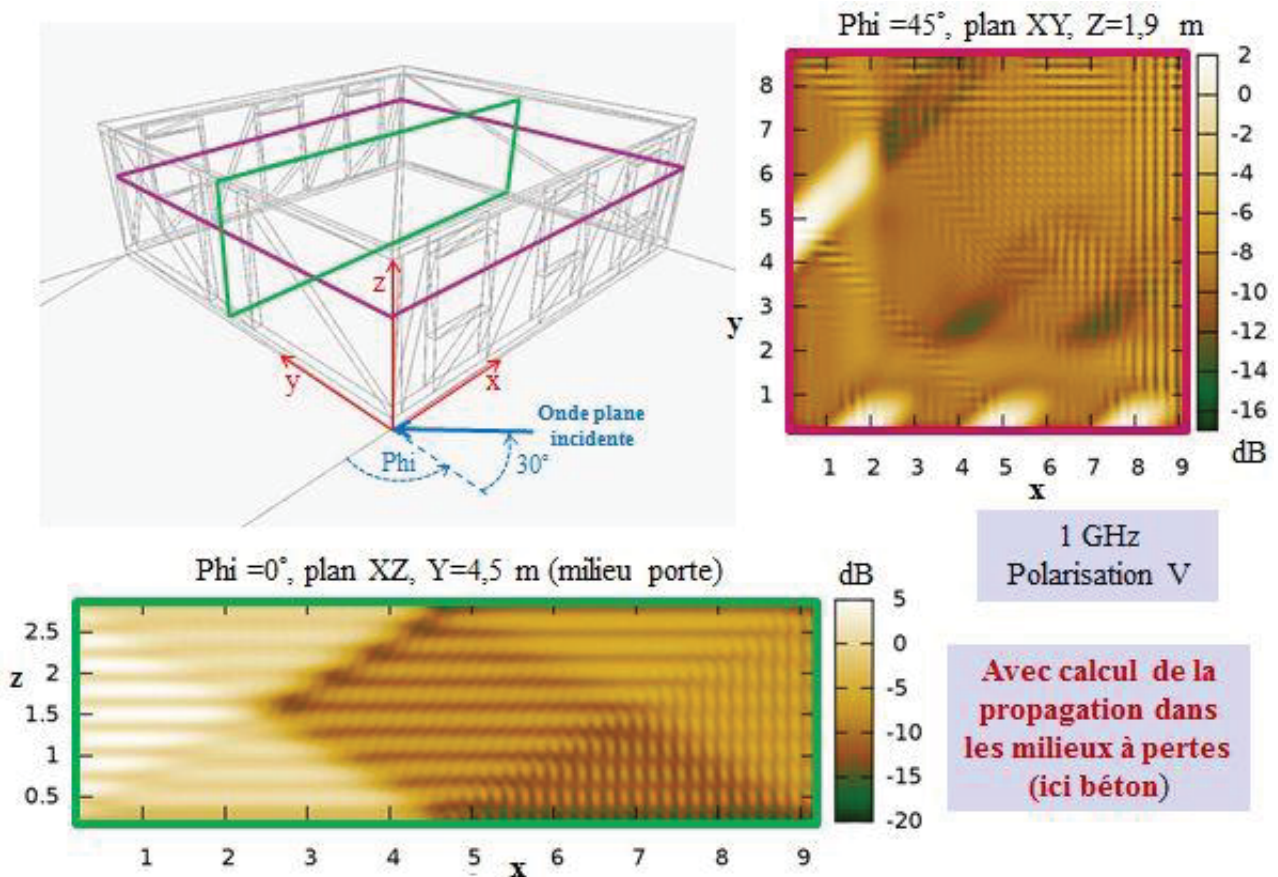 Phi =45°, plan XY, Z=1,9 m
z
y
x
Onde plane
incidente
Phi
30°
8
7
6
5
4
3
2
1
y
1 2 3 4 5 6 7 8 9
x
2
0
-2
-4
-6
-8
-10
-12
-14
-16
dB
1 GHz
Polarisation V
Phi =0°, plan XZ, Y=4,5 m (milieu porte)
dB
2.5
2
1.5
1
0.5
z
1 2 3 4 5 6 7 8 9
x
5
0
-5
-10
-15
-20
Avec calcul de la
propagation dans
les milieux à pertes
(ici béton)